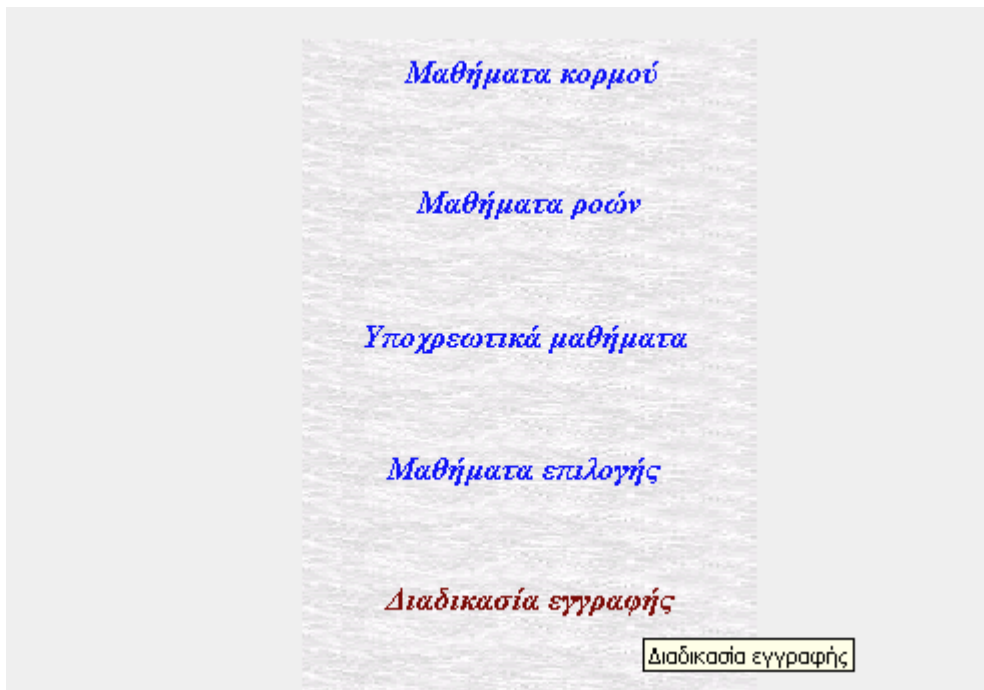 Μαθήματα κορμού
Μαθήματα ροών
Υποχρεωτικά μαθήματα
Μαθήματα επιλογής
Διαδικασία εγγραφής
Διαδικασία εγγραφής